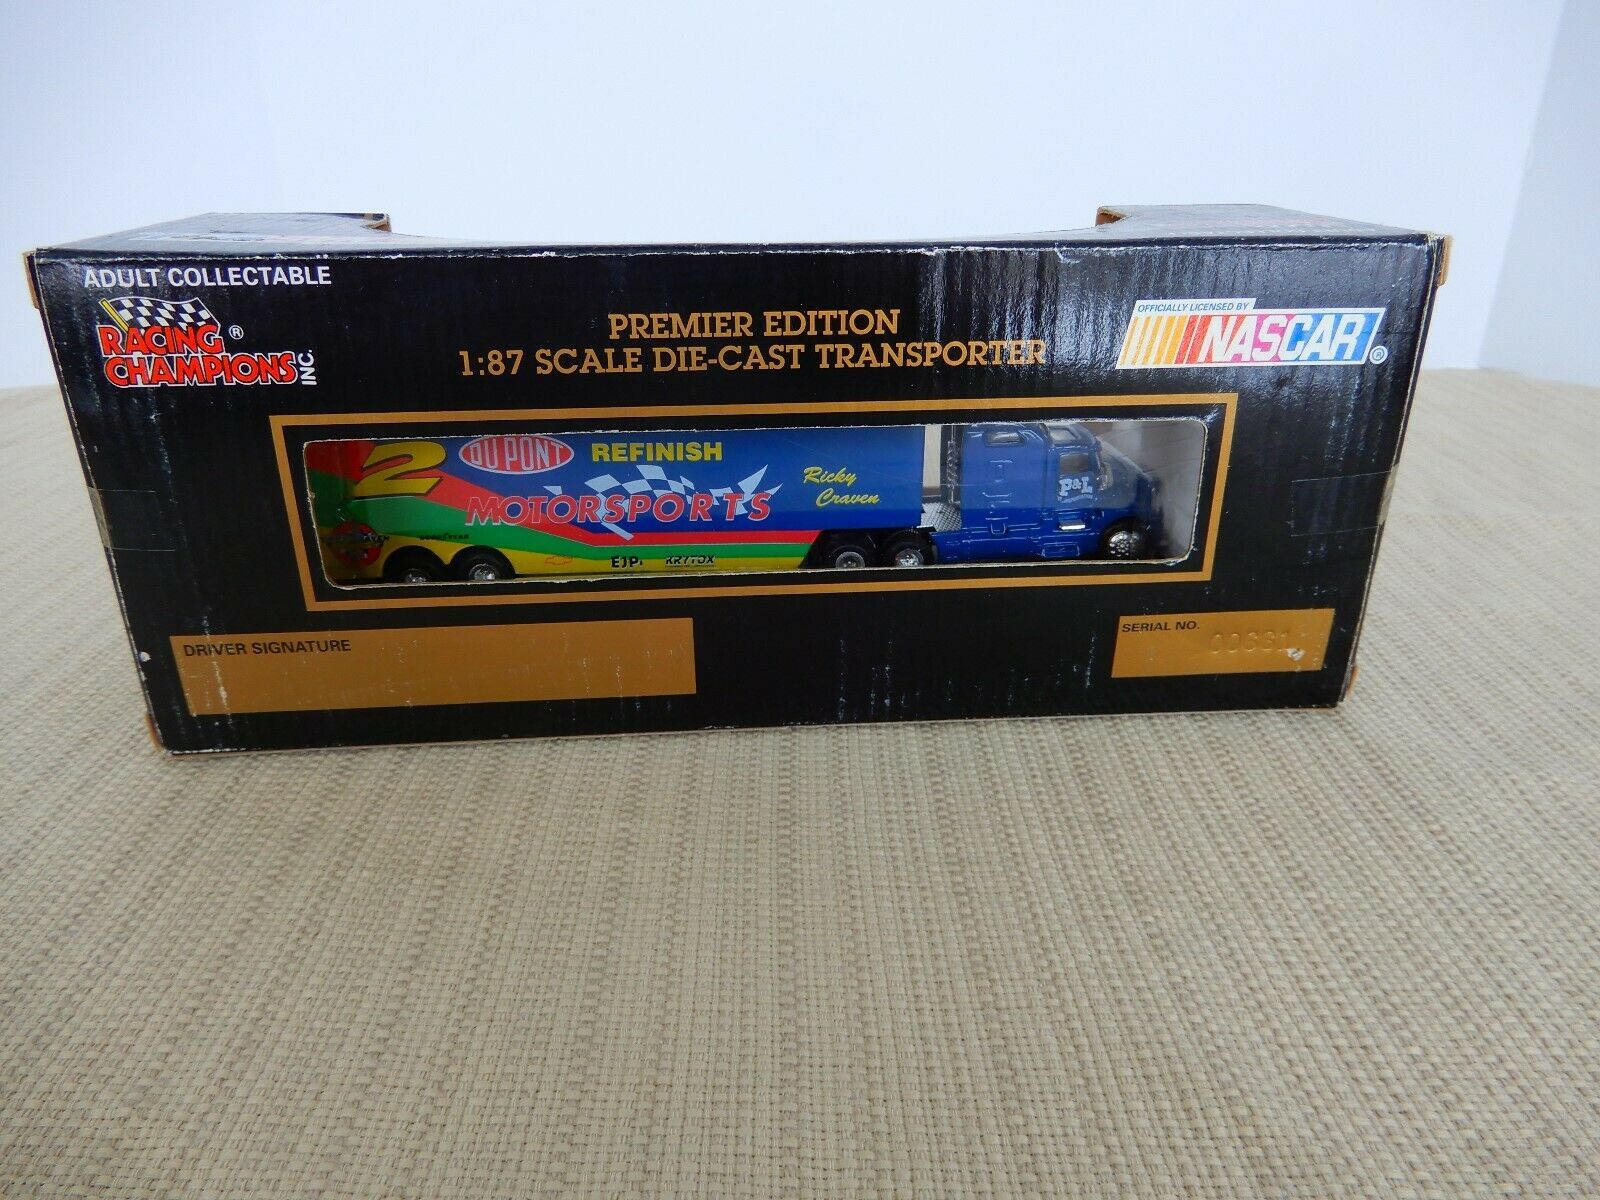 ADULT COLLECTABLE
RACING
CHAMPIONS INC.
®
PREMIER EDITION
1:87 SCALE DIE-CAST TRANSPORTER
OFFICIALLY LICENSED BY
NASCAR
®
2
DU PONT
REFINISH
MOTORSPORTS
Ricky
Craven
P&L
GOODYEAR
KRYTOX
DRIVER SIGNATURE
SERIAL NO.